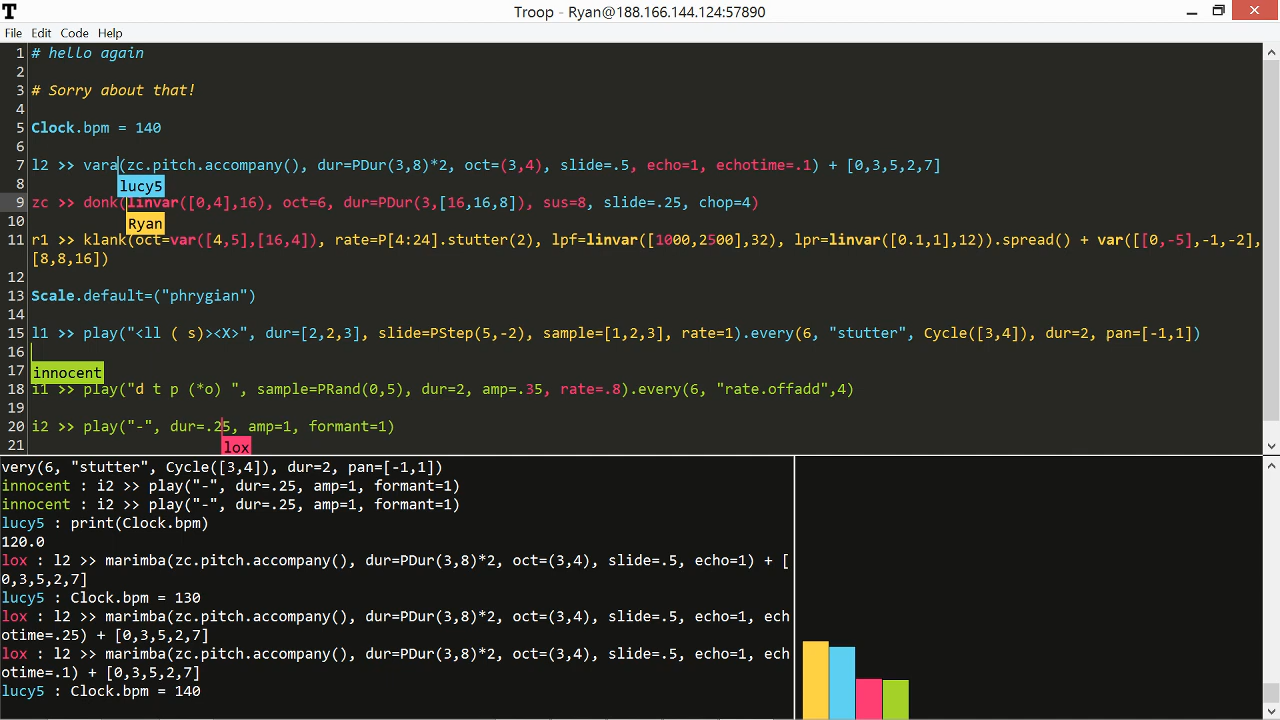 T
Troop - Ryan@188.166.144.124:57890
File Edit Code Help
1 # hello again
2
3 # Sorry about that!
4
5 Clock.bpm = 140
6
7 l2 >> vara(zc.pitch.accompany(), dur=PDur(3,8)*2, oct=(3,4), slide=.5, echo=1, echotime=.1) + [0,3,5,2,7]
8 lucy5
9 zc >> donk(linvar([0,4],16), oct=6, dur=PDur(3,[16,16,8]), sus=8, slide=.25, chop=4)
10 Ryan
11 r1 >> klank(oct=var([4,5],[16,4]), rate=P[4:24].stutter(2), lpf=linvar([1000,2500],32), lpr=linvar([0.1,1],12)).spread() + var([[0,-5],-1,-2],
[8,8,16])
12
13 Scale.default=("phrygian")
14
15 l1 >> play("<ll ( s)><X>", dur=[2,2,3], slide=PStep(5,-2), sample=[1,2,3], rate=1).every(6, "stutter", Cycle([3,4]), dur=2, pan=[-1,1])
16
17 innocent
18 i1 >> play("d t p (*o) ", sample=PRand(0,5), dur=2, amp=.35, rate=.8).every(6, "rate.offadd",4)
19
20 i2 >> play("-", dur=.25, amp=1, formant=1)
21 lox
very(6, "stutter", Cycle([3,4]), dur=2, pan=[-1,1])
innocent : i2 >> play("-", dur=.25, amp=1, formant=1)
innocent : i2 >> play("-", dur=.25, amp=1, formant=1)
lucy5 : print(Clock.bpm)
120.0
lox : l2 >> marimba(zc.pitch.accompany(), dur=PDur(3,8)*2, oct=(3,4), slide=.5, echo=1) + [
0,3,5,2,7]
lucy5 : Clock.bpm = 130
lox : l2 >> marimba(zc.pitch.accompany(), dur=PDur(3,8)*2, oct=(3,4), slide=.5, echo=1, ech
otime=.25) + [0,3,5,2,7]
lox : l2 >> marimba(zc.pitch.accompany(), dur=PDur(3,8)*2, oct=(3,4), slide=.5, echo=1, ech
otime=.1) + [0,3,5,2,7]
lucy5 : Clock.bpm = 140